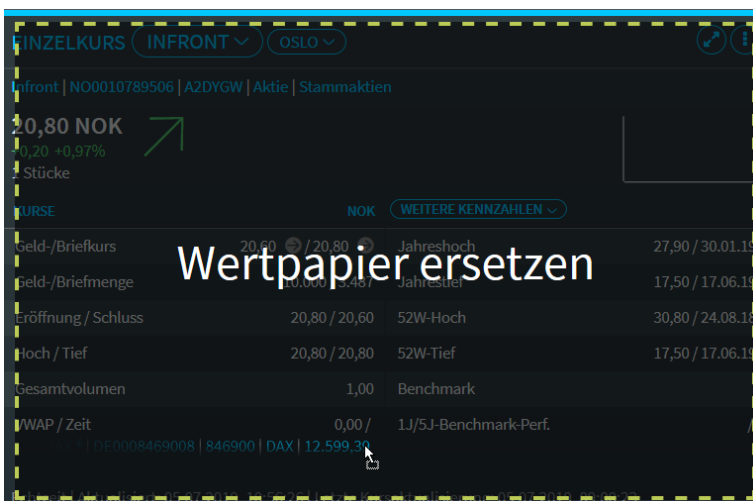 EINZELKURS INFRONT OSLO
Infront | NO0010789506 | A2DYGW | Aktie | Stammaktien
20,80 NOK
+0,20 +0,97%
1 Stücke
KURSE NOK WEITERE KENNZAHLEN
Geld-/Briefkurs 20,60 / 20,80 Jahreshoch 27,90 / 30.01.19
Wertpapier ersetzen
Geld-/Briefmenge 10.000 / 3.487 Jahrestief 17,50 / 17.06.19
Eröffnung / Schluss 20,80 / 20,60 52W-Hoch 30,80 / 24.08.18
Hoch / Tief 20,80 / 20,80 52W-Tief 17,50 / 17.06.19
Gesamtvolumen 1,00 Benchmark
VWAP / Zeit 0,00 / 1J/5J-Benchmark-Perf. /
| DE0008469008 | 846900 | DAX | 12.599,30